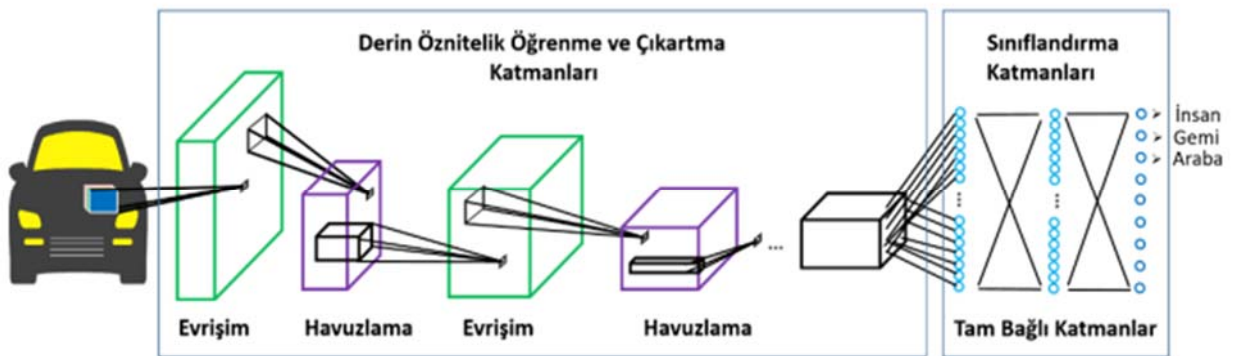 Derin Öznitelik Öğrenme ve Çıkartma
Katmanları
Sınıflandırma
Katmanları
İnsan
Gemi
Araba
...
...
...
Evrişim
Havuzlama
Evrişim
Havuzlama
Tam Bağlı Katmanlar